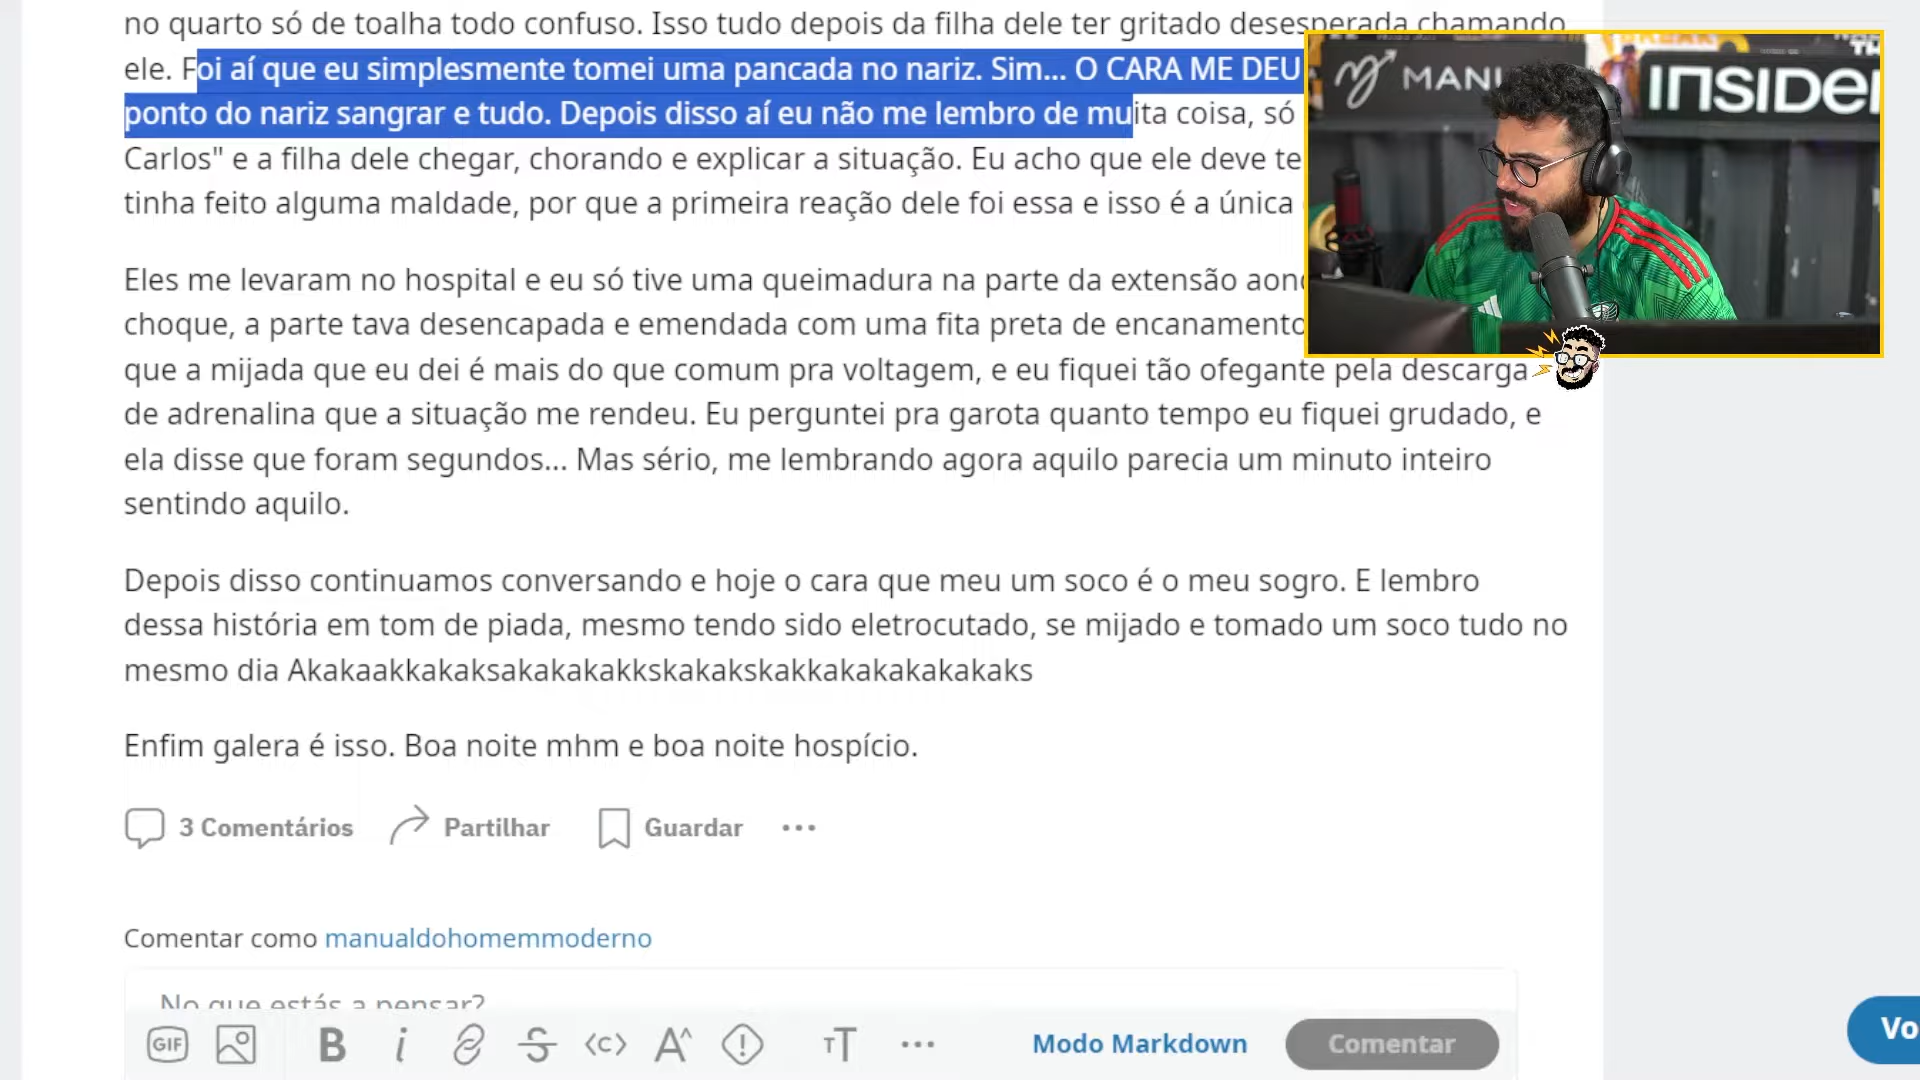 no quarto só de toalha todo confuso. Isso tudo depois da filha dele ter gritado desesperada chamando
ele. Foi aí que eu simplesmente tomei uma pancada no nariz. Sim... O CARA ME DEU
ponto do nariz sangrar e tudo. Depois disso aí eu não me lembro de muita coisa, só
Carlos" e a filha dele chegar, chorando e explicar a situação. Eu acho que ele deve te
tinha feito alguma maldade, por que a primeira reação dele foi essa e isso é a única
Eles me levaram no hospital e eu só tive uma queimadura na parte da extensão aon
choque, a parte tava desencapada e emendada com uma fita preta de encanamento
que a mijada que eu dei é mais do que comum pra voltagem, e eu fiquei tão ofegante pela descarga
de adrenalina que a situação me rendeu. Eu perguntei pra garota quanto tempo eu fiquei grudado, e
ela disse que foram segundos... Mas sério, me lembrando agora aquilo parecia um minuto inteiro
sentindo aquilo.
Depois disso continuamos conversando e hoje o cara que meu um soco é o meu sogro. E lembro
dessa história em tom de piada, mesmo tendo sido eletrocutado, se mijado e tomado um soco tudo no
mesmo dia Akakaakkakaksakakakakkskakakskakkakakakakakaks
Enfim galera é isso. Boa noite mhm e boa noite hospício.
3 Comentários Partilhar Guardar ...
Comentar como manualdohomemmoderno
No que estás a pensar?
GIF B i <c> A^ ! TT ... Modo Markdown Comentar
Vo
MANU
INSIDE